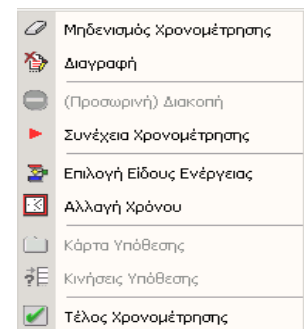 Μηδενισμός Χρονομέτρησης
Διαγραφή
(Προσωρινή) Διακοπή
Συνέχεια Χρονομέτρησης
Επιλογή Είδους Ενέργειας
Αλλαγή Χρόνου
Κάρτα Υπόθεσης
Κινήσεις Υπόθεσης
Τέλος Χρονομέτρησης